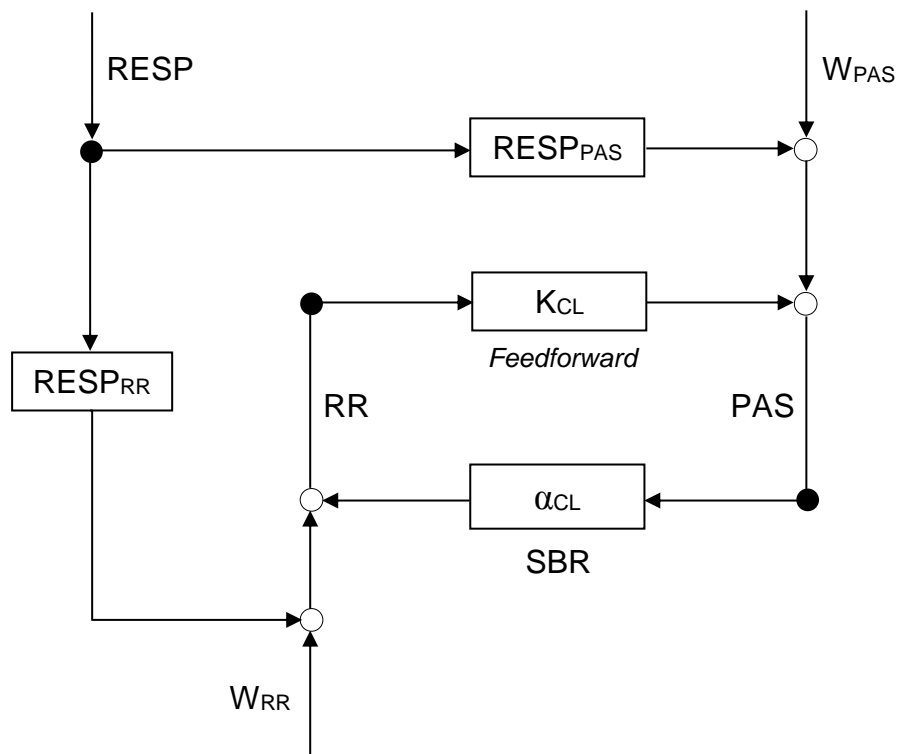 RESP
WPAS
RESPPAS
KCL
Feedforward
RESPRR
RR
PAS
αCL
SBR
WRR